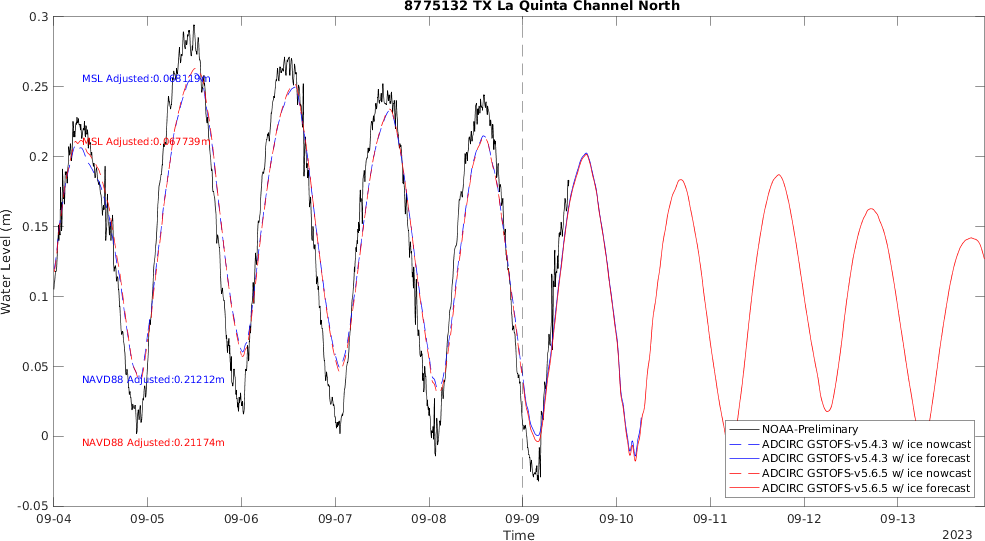 8775132 TX La Quinta Channel North
0.3
0.25
0.2
0.15
0.1
0.05
0
-0.05
Water Level (m)
MSL Adjusted:0.068119m
MSL Adjusted:0.067739m
NAVD88 Adjusted:0.21212m
NAVD88 Adjusted:0.21174m
NOAA-Preliminary
ADCIRC GSTOFS-v5.4.3 w/ ice nowcast
ADCIRC GSTOFS-v5.4.3 w/ ice forecast
ADCIRC GSTOFS-v5.6.5 w/ ice nowcast
ADCIRC GSTOFS-v5.6.5 w/ ice forecast
09-04 09-05 09-06 09-07 09-08 09-09 09-10 09-11 09-12 09-13
Time
2023